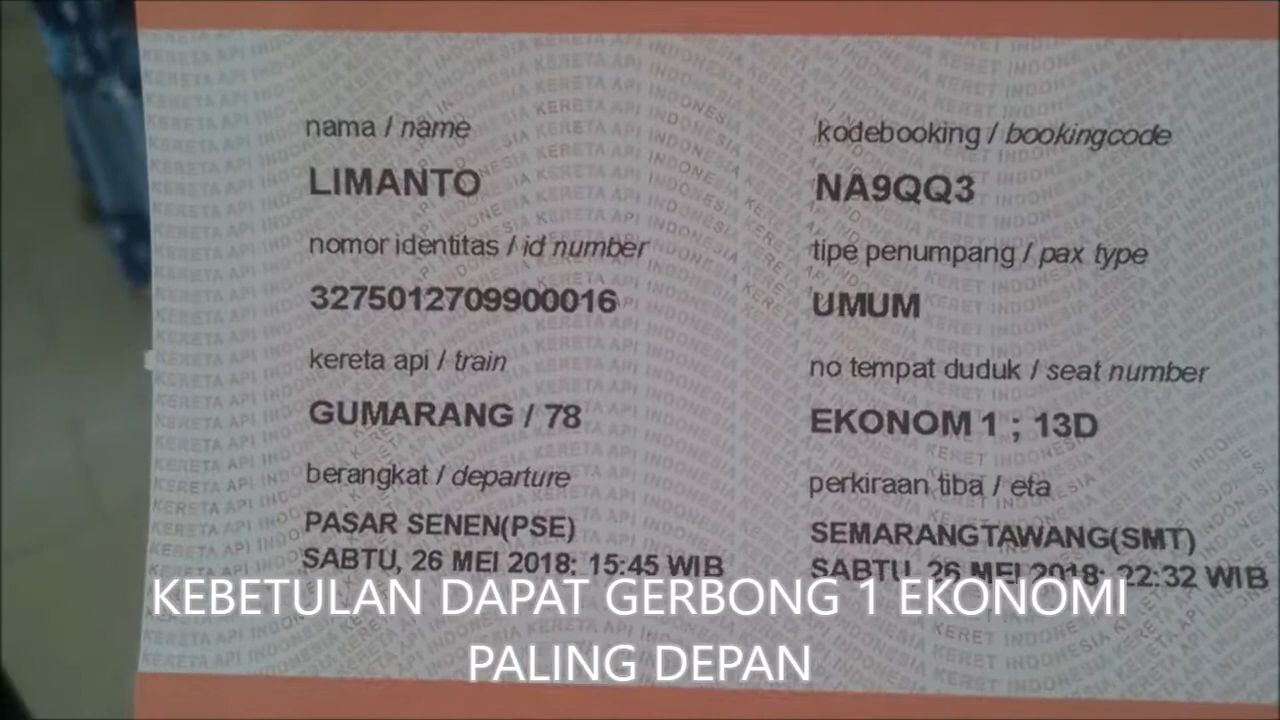 nama / name
LIMANTO
nomor identitas / id number
3275012709900016
kereta api / train
GUMARANG / 78
berangkat / departure
PASAR SENEN(PSE)
SABTU, 26 MEI 2018; 15:45 WIB
kodebooking / bookingcode
NA9QQ3
tipe penumpang / pax type
UMUM
no tempat duduk / seat number
EKONOM 1 ; 13D
perkiraan tiba / eta
SEMARANGTAWANG(SMT)
SABTU, 26 MEI 2018; 22:32 WIB
KEBETULAN DAPAT GERBONG 1 EKONOMI
PALING DEPAN